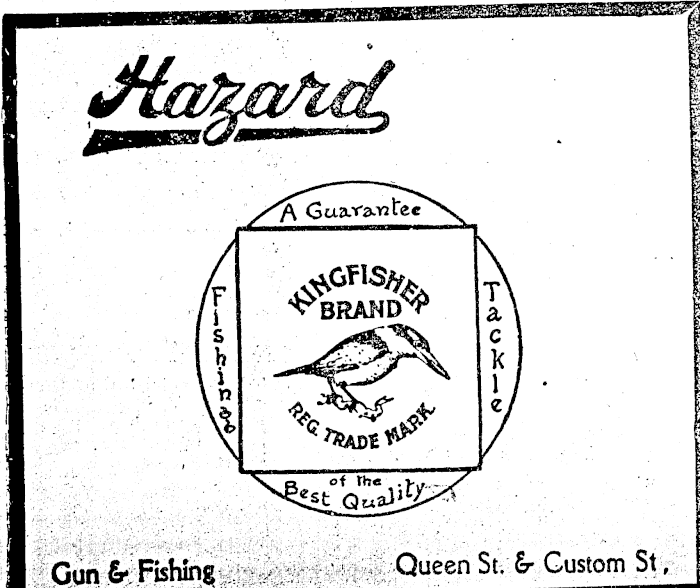 Hazard
A Guarantee
KINGFISHER
BRAND
Fishing
Tackle
REG. TRADE MARK
of the
Best Quality
Gun & Fishing
Queen St. & Custom St,